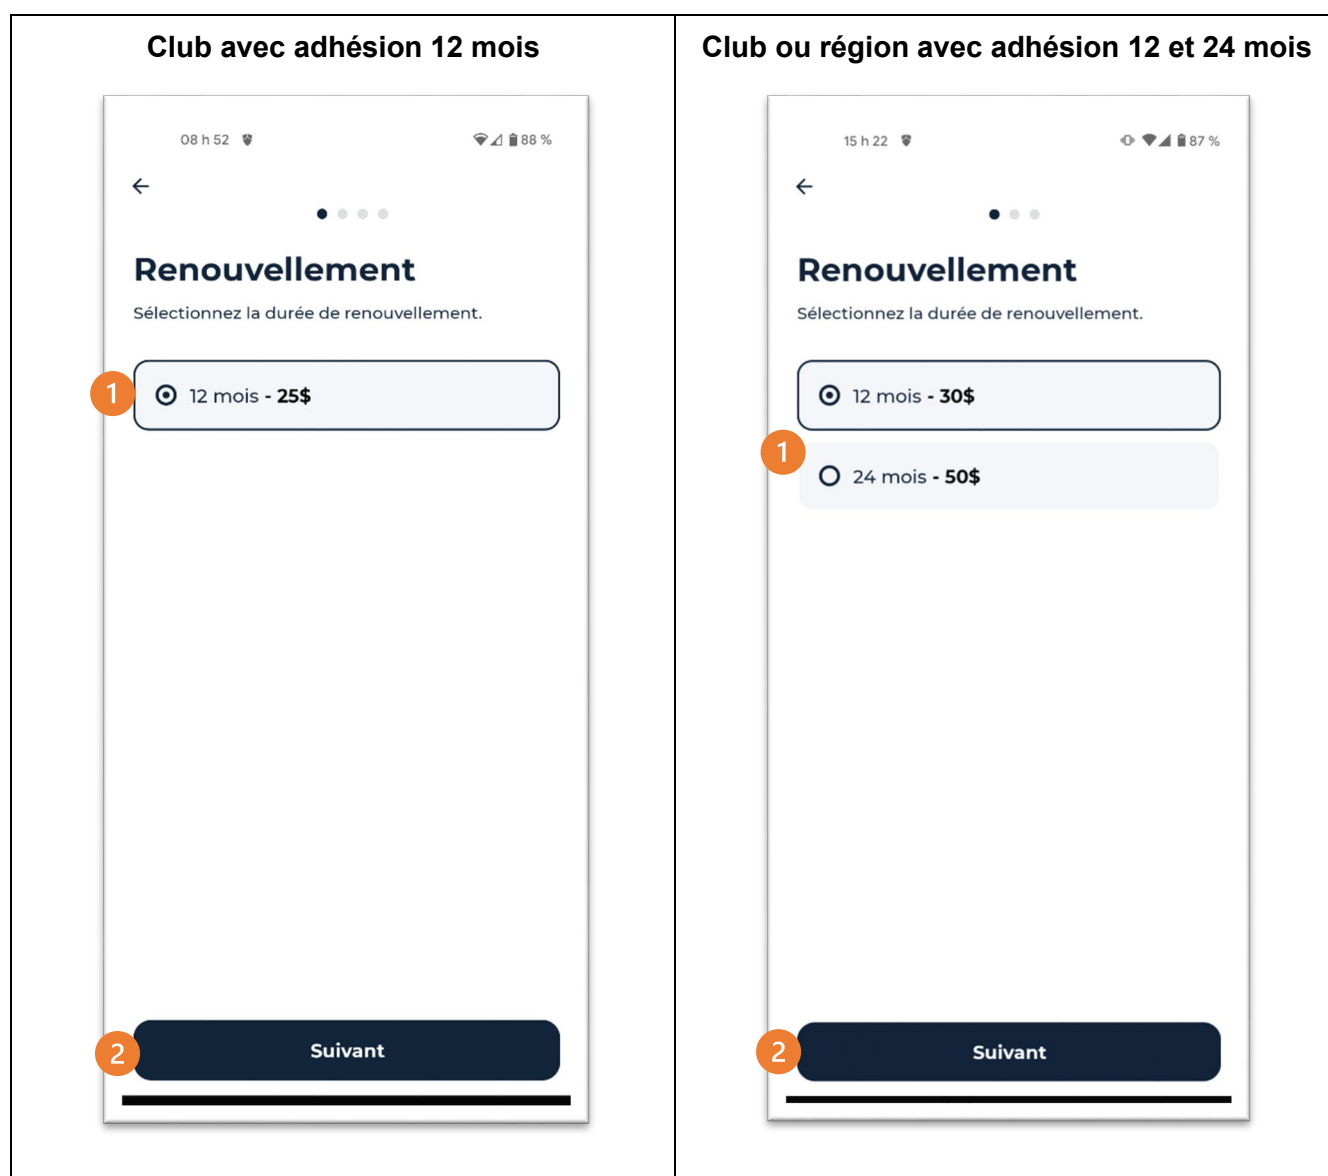 Club avec adhésion 12 mois
08 h 52
88 %
Renouvellement
Sélectionnez la durée de renouvellement.
1
12 mois - 25$
2
Suivant
Club ou région avec adhésion 12 et 24 mois
15 h 22
87 %
Renouvellement
Sélectionnez la durée de renouvellement.
12 mois - 30$
1
24 mois - 50$
2
Suivant